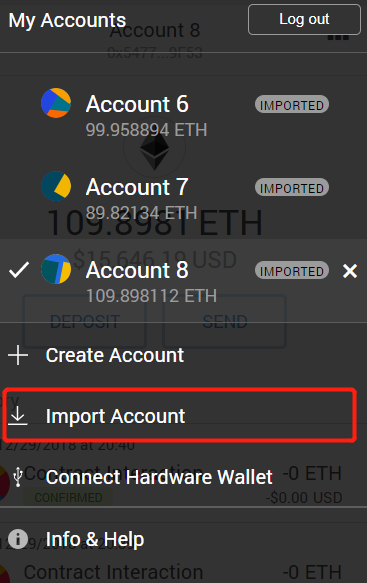 My Accounts
Log out
Account 8
0x5477...9F53
Account 6
IMPORTED
99.958894 ETH
Account 7
IMPORTED
89.82134 ETH
109.8981 ETH
Account 8
IMPORTED
$15,646.19 USD
109.898112 ETH
DEPOSIT
SEND
Create Account
Import Account
12/29/2018 at 20:40
Contract Interaction
-0 ETH
Connect Hardware Wallet
CONFIRMED
-$0.00 USD
Info & Help
Contract Interaction
-0 ETH